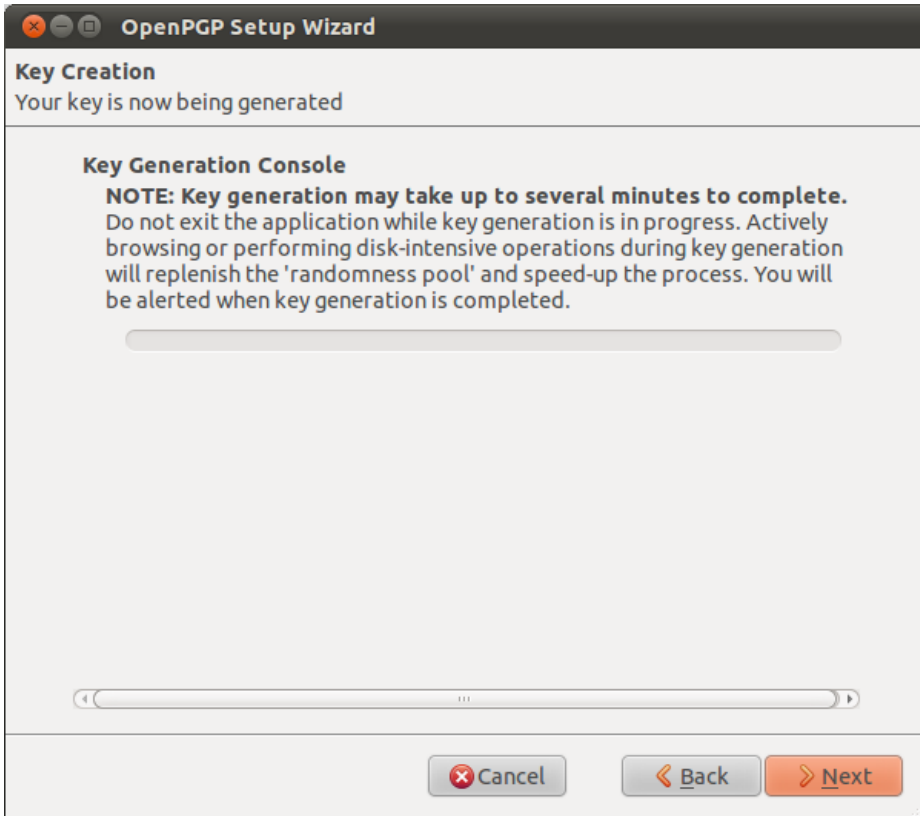 OpenPGP Setup Wizard
Key Creation
Your key is now being generated
Key Generation Console
NOTE: Key generation may take up to several minutes to complete.
Do not exit the application while key generation is in progress. Actively
browsing or performing disk-intensive operations during key generation
will replenish the 'randomness pool' and speed-up the process. You will
be alerted when key generation is completed.
Cancel
Back
Next